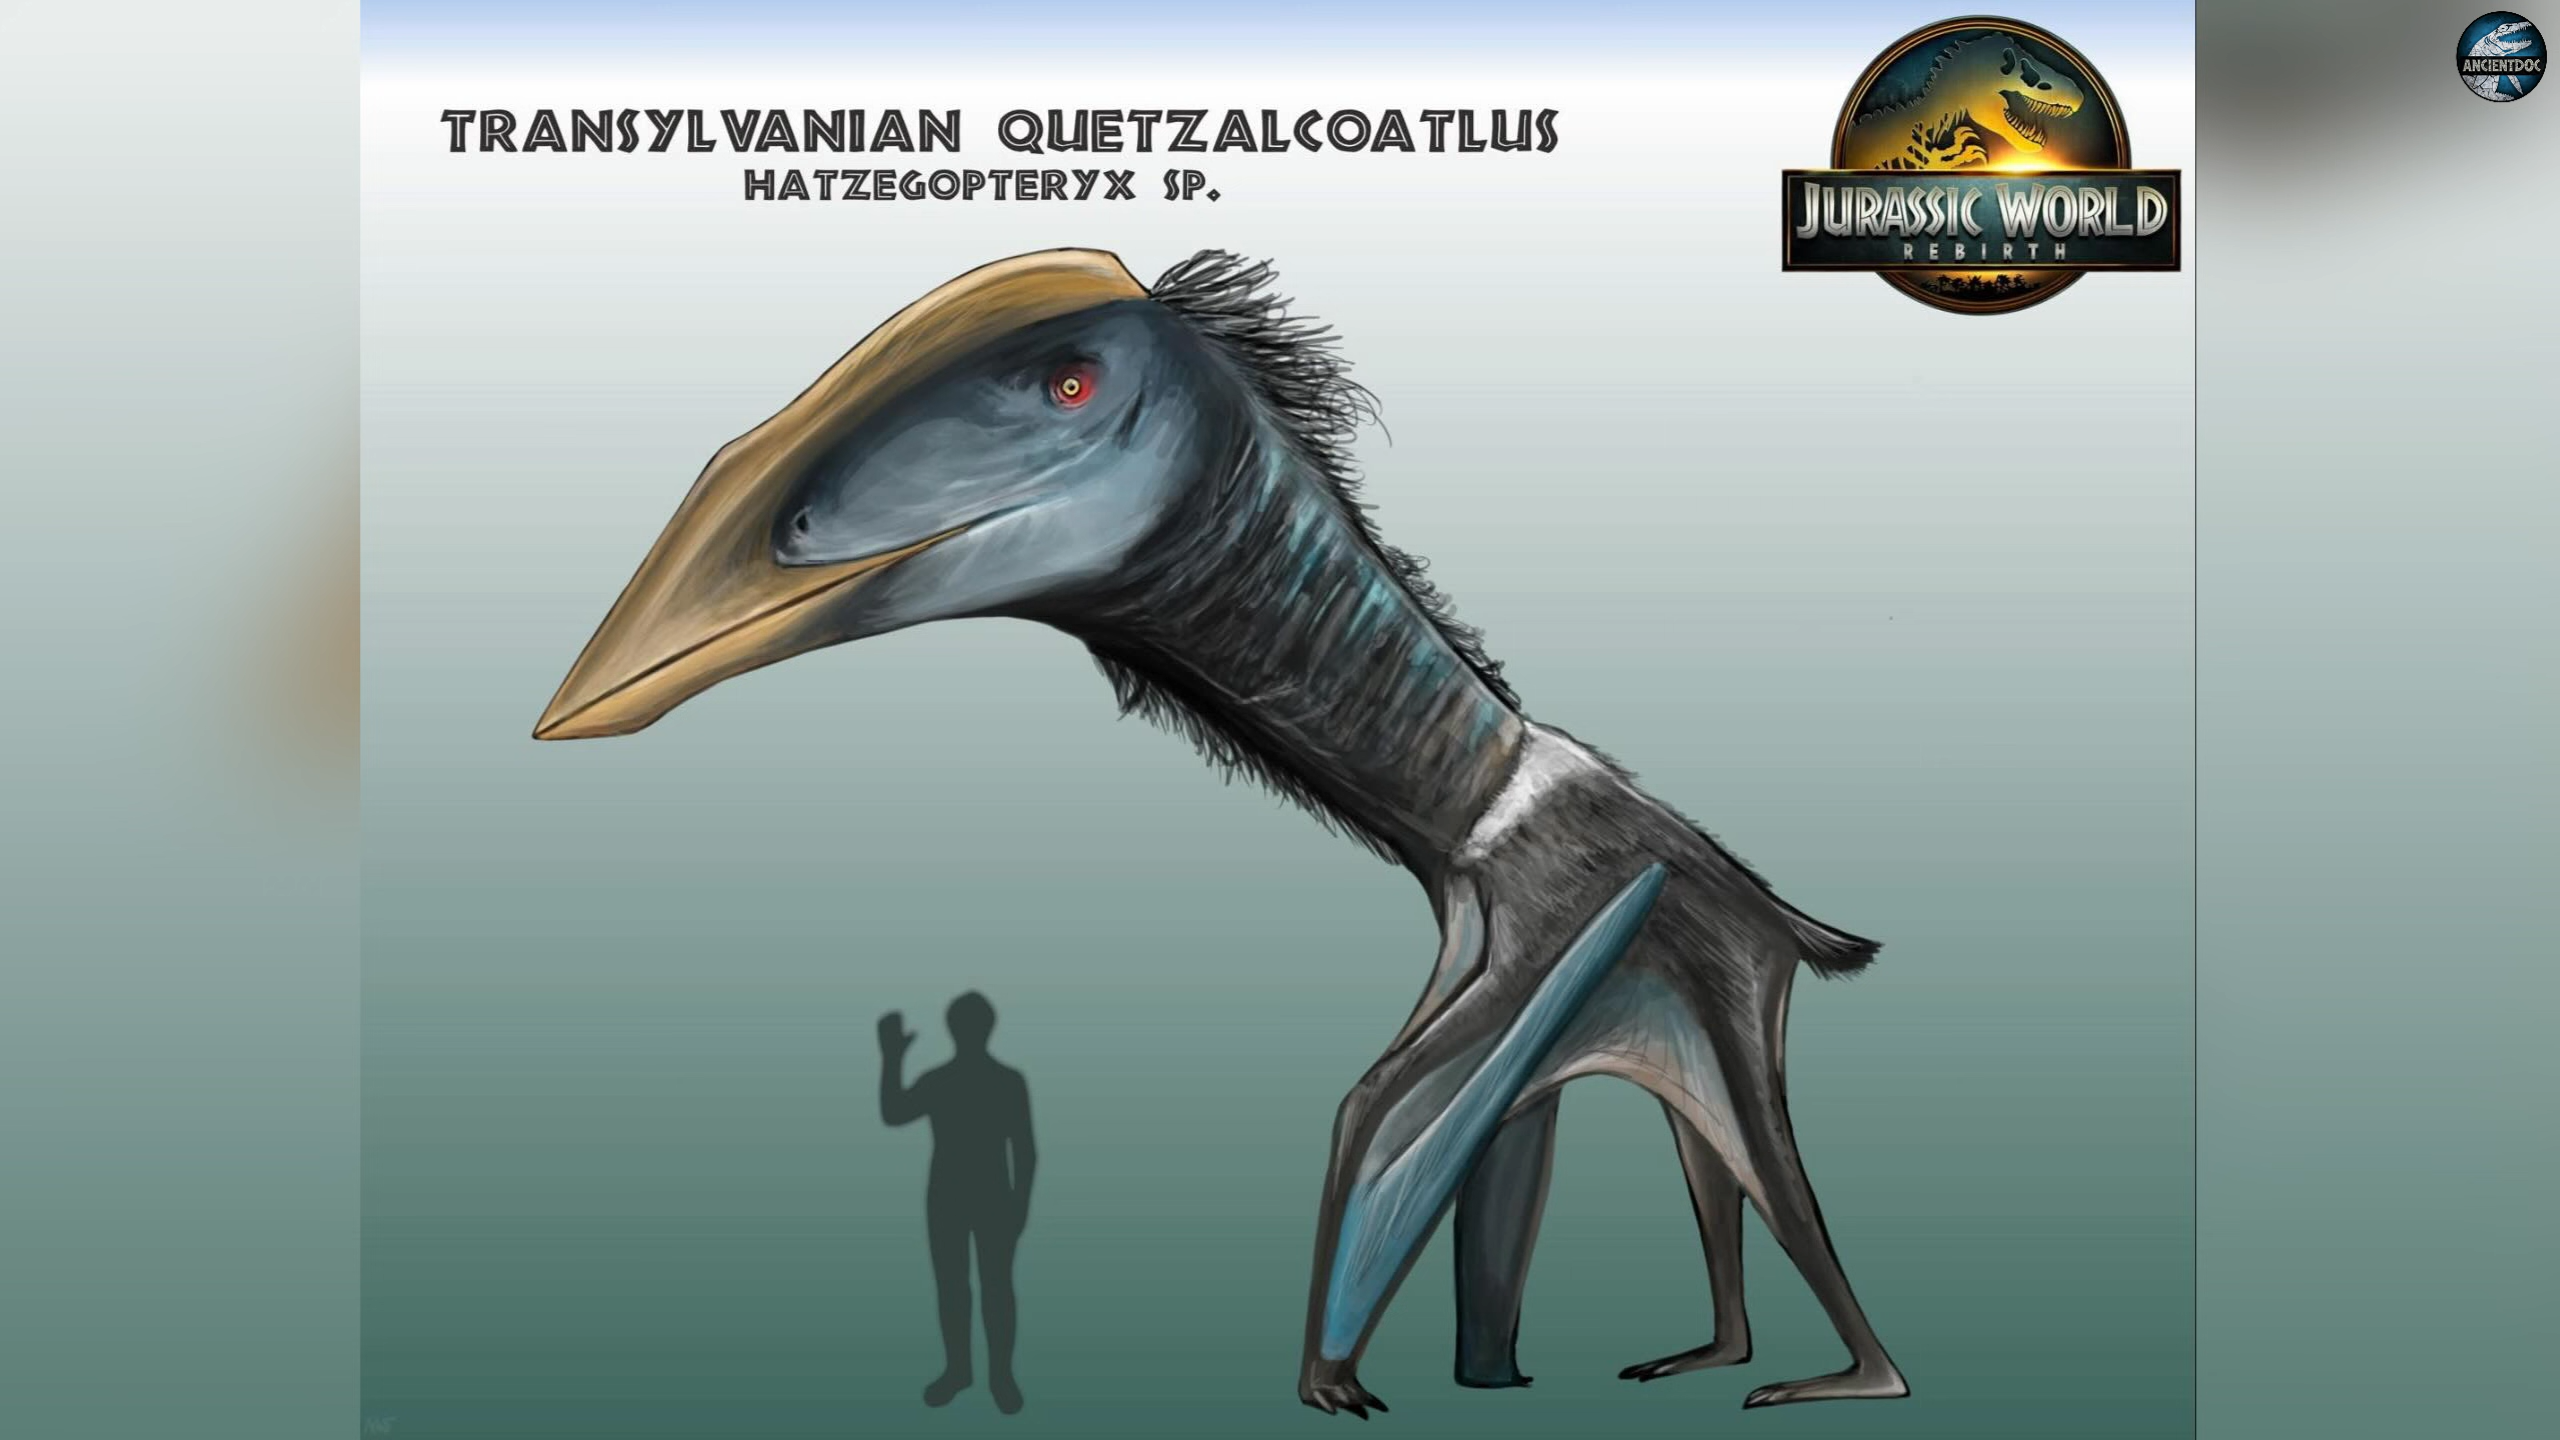 TRANSYLVANIAN QUETZALCOATLUS
HATZEGOPTERYX SP.
JURASSIC WORLD
REBIRTH
ANCIENTDOC